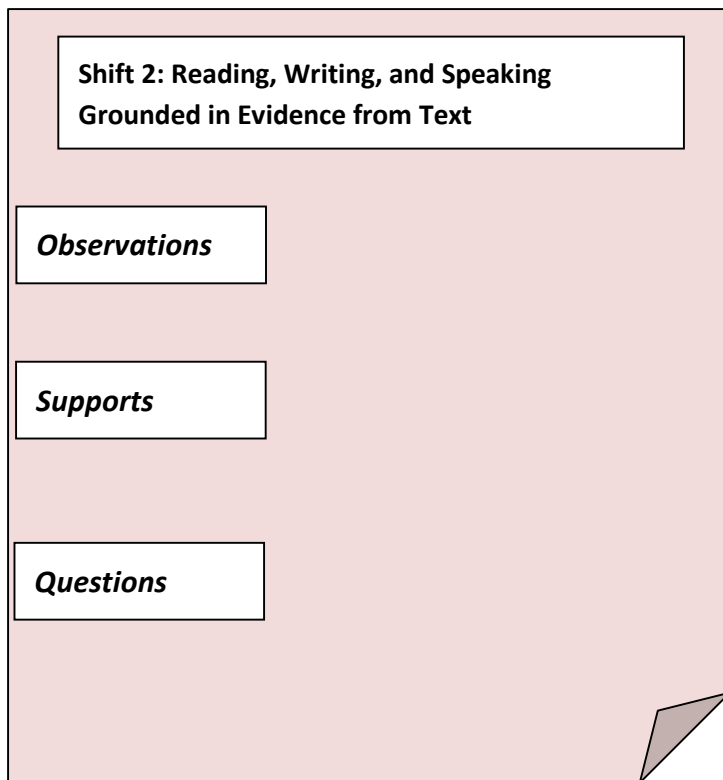 Shift 2: Reading, Writing, and Speaking
Grounded in Evidence from Text
Observations
Supports
Questions